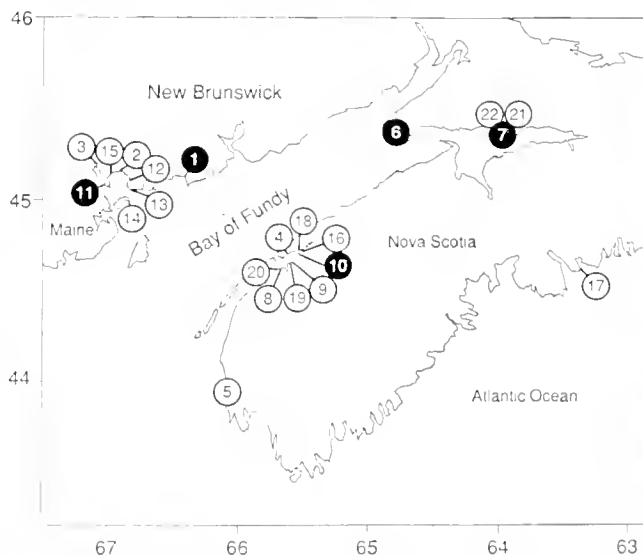 46
New Brunswick
22 21
3 15 2
1
6
7
12
11
45
13
Maine
14
Bay of Fundy
18
4
16
Nova Scotia
10
20
17
8 19 9
44
5
Atlantic Ocean
67 66 65 64 63